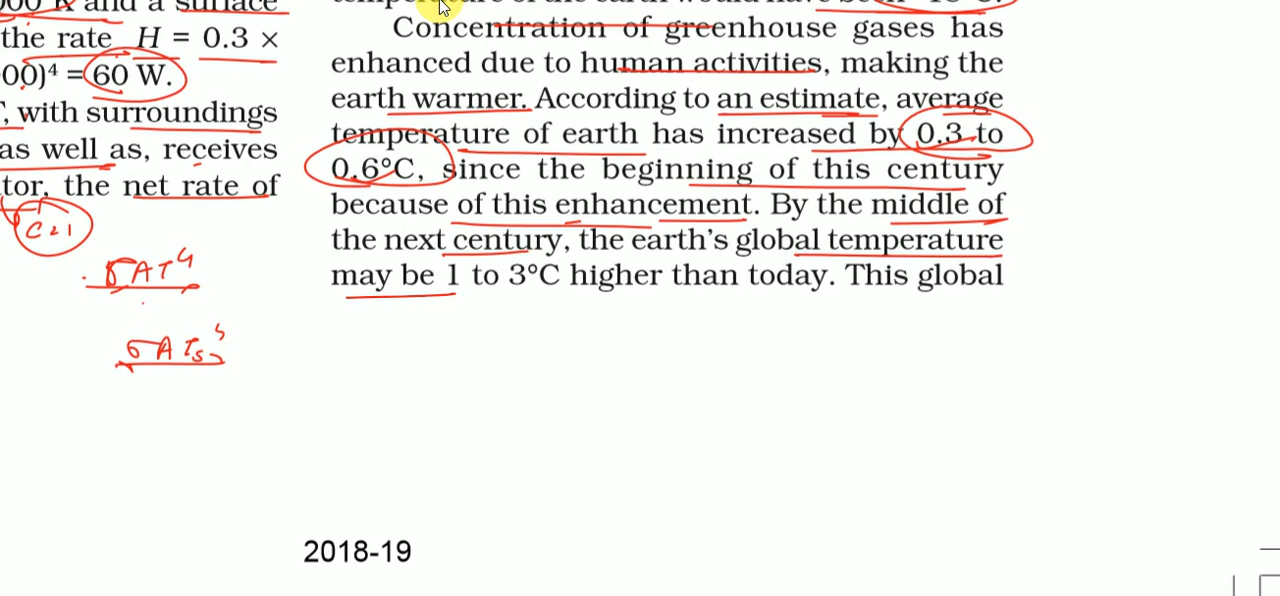 the rate H = 0.3 ×
00)⁴ = 60 W.
, with surroundings
as well as, receives
tor, the net rate of
σAT⁴
σATs
Concentration of greenhouse gases has
enhanced due to human activities, making the
earth warmer. According to an estimate, average
temperature of earth has increased by 0.3 to
0.6°C, since the beginning of this century
because of this enhancement. By the middle of
the next century, the earth's global temperature
may be 1 to 3°C higher than today. This global
2018-19